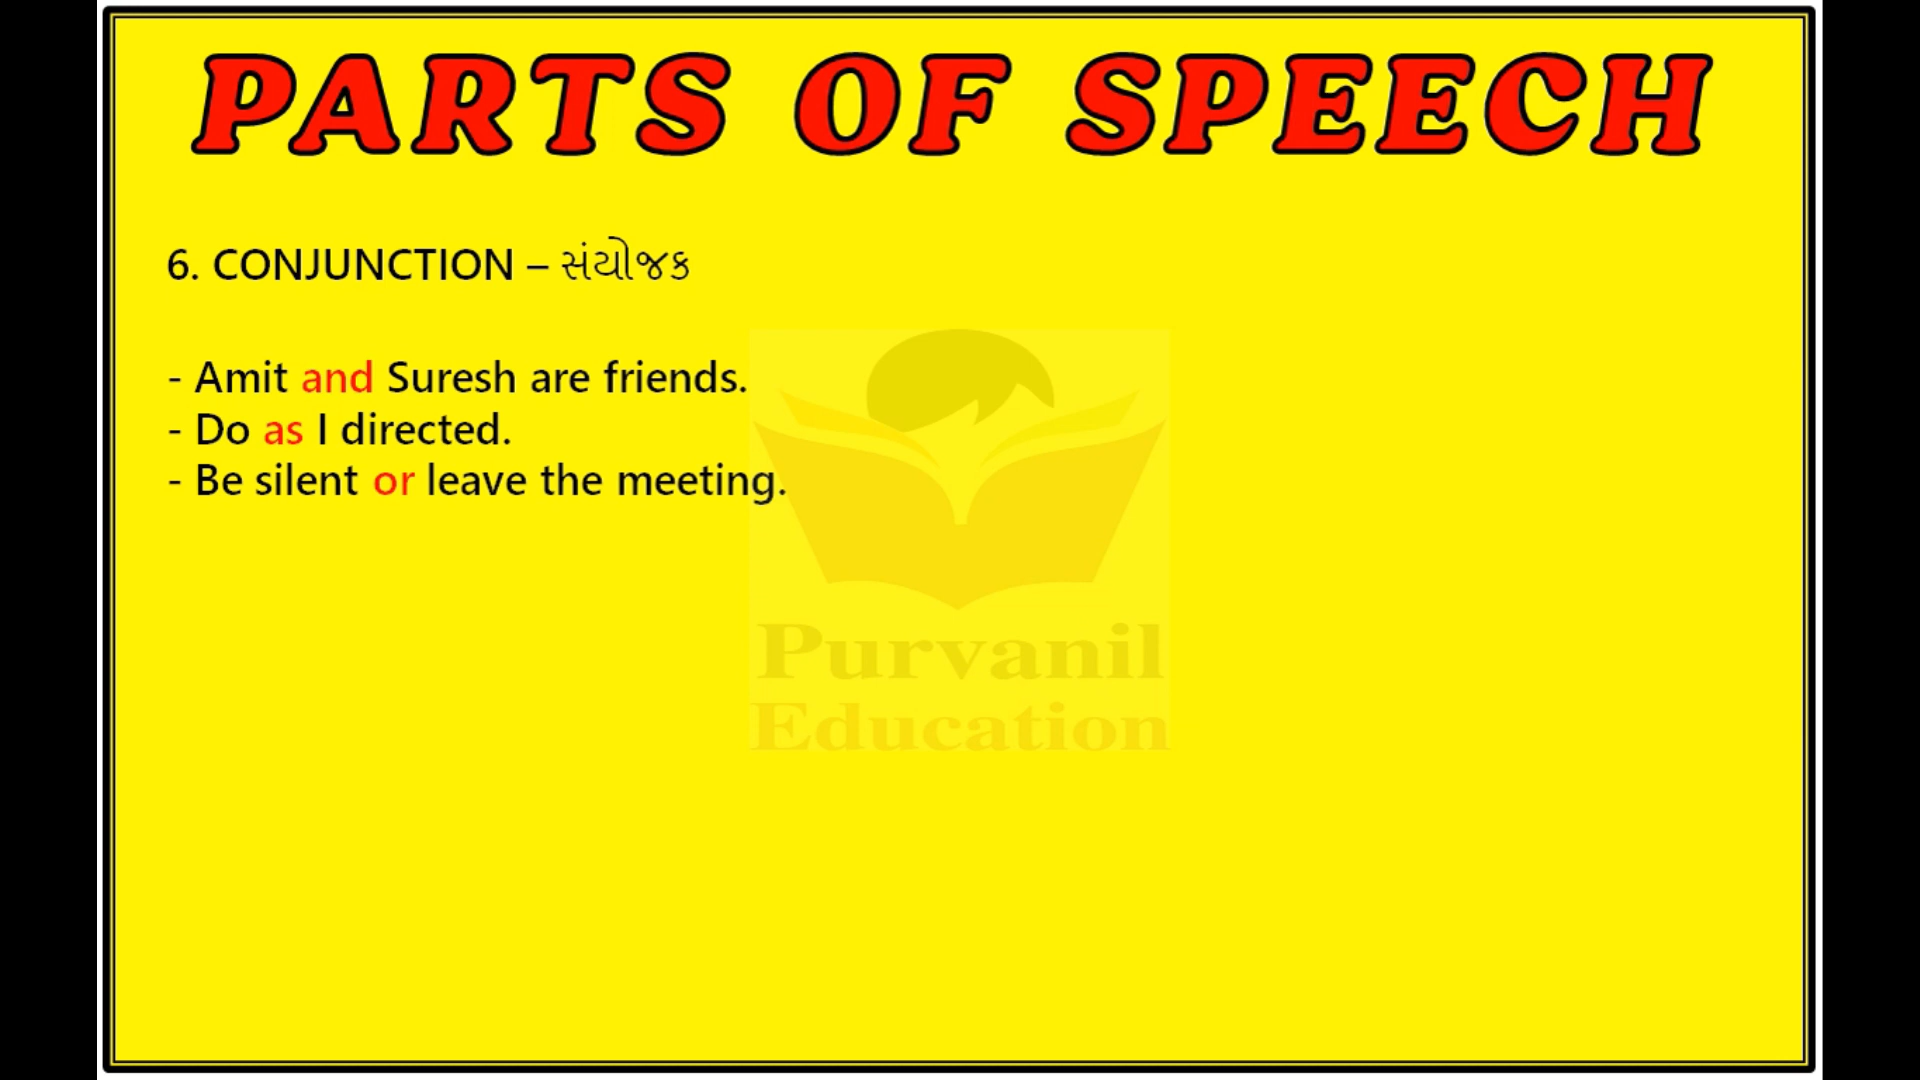 PARTS OF SPEECH
6. CONJUNCTION – સંયોજક
- Amit and Suresh are friends.
- Do as I directed.
- Be silent or leave the meeting.
Purvanil
Education